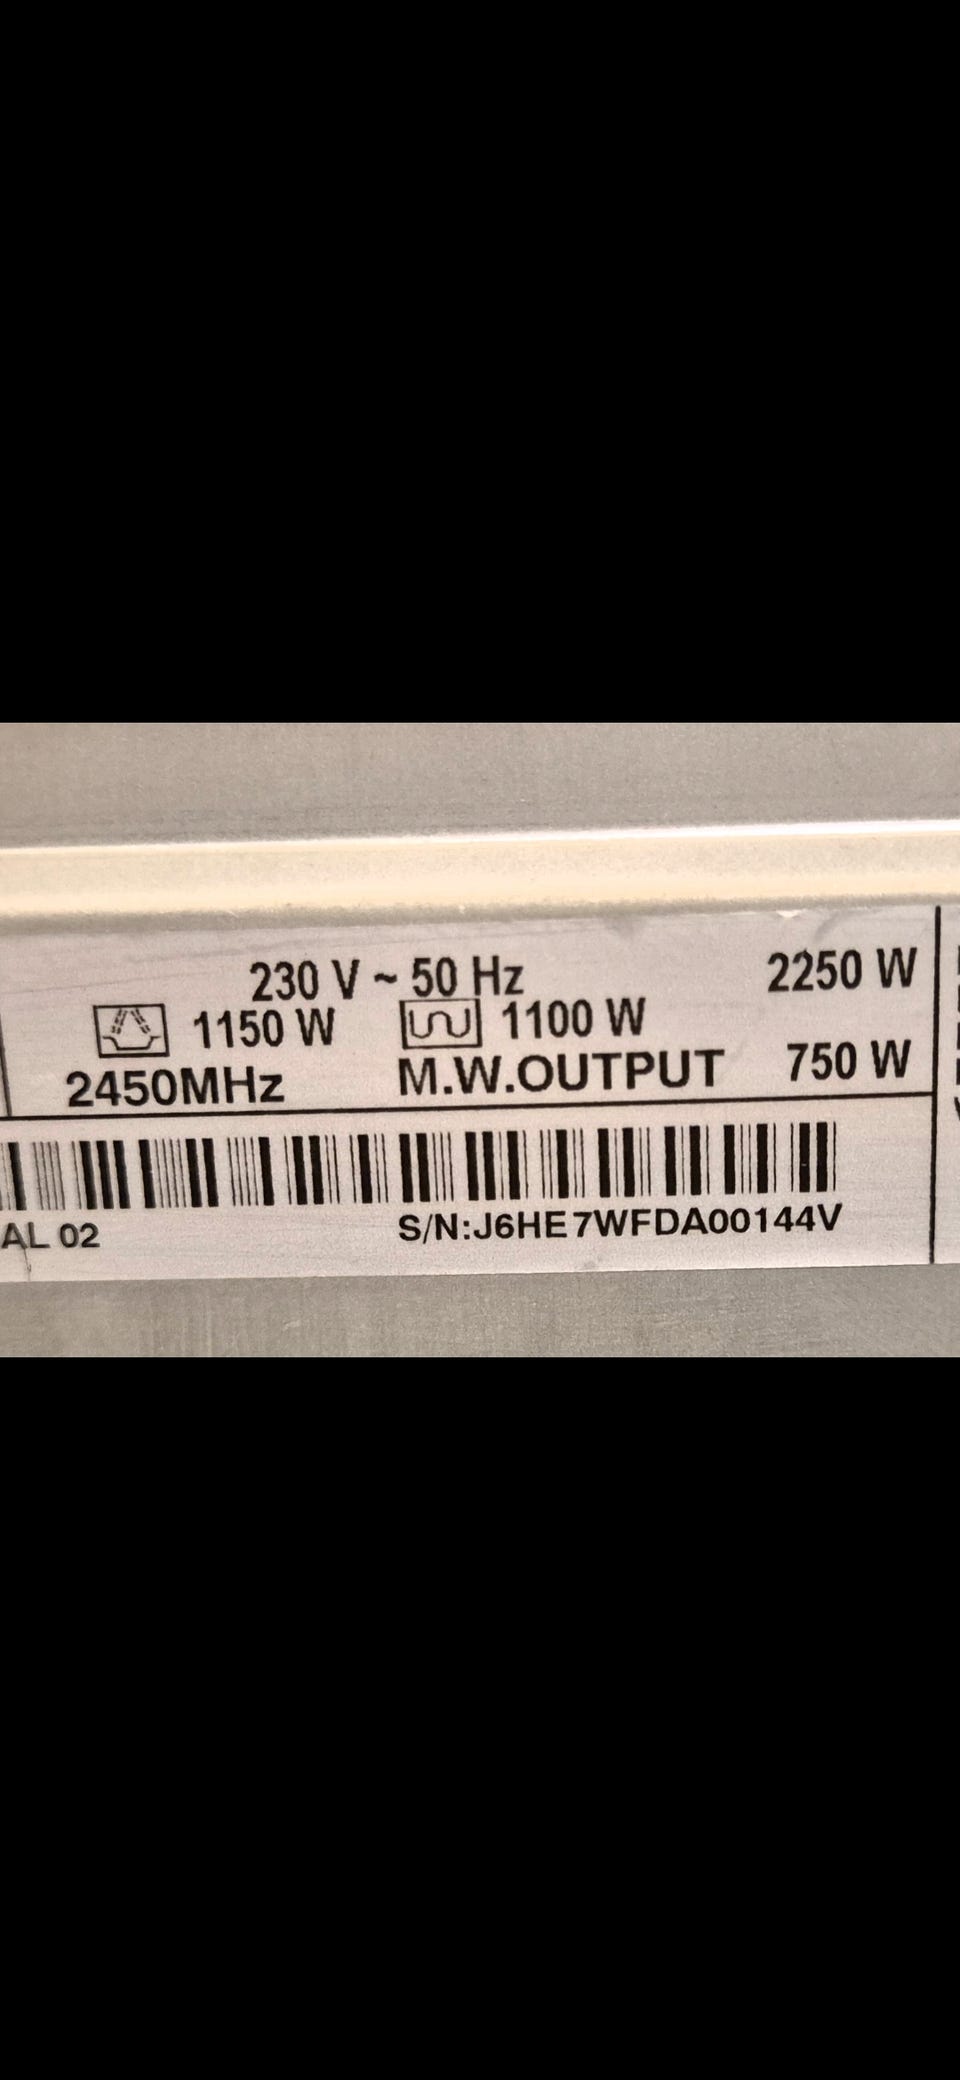 230 V ~ 50 Hz 2250 W
1150 W 1100 W
2450MHz M.W.OUTPUT 750 W
AL 02 S/N:J6HE7WFDA00144V